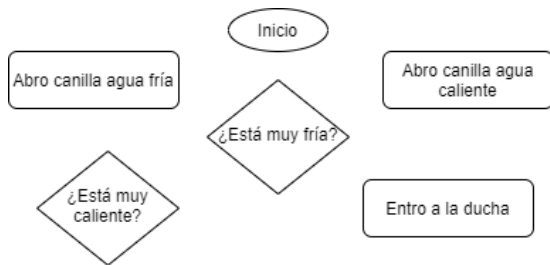 Inicio
Abro canilla agua fría
Abro canilla agua
caliente
¿Está muy fría?
¿Está muy
caliente?
Entro a la ducha